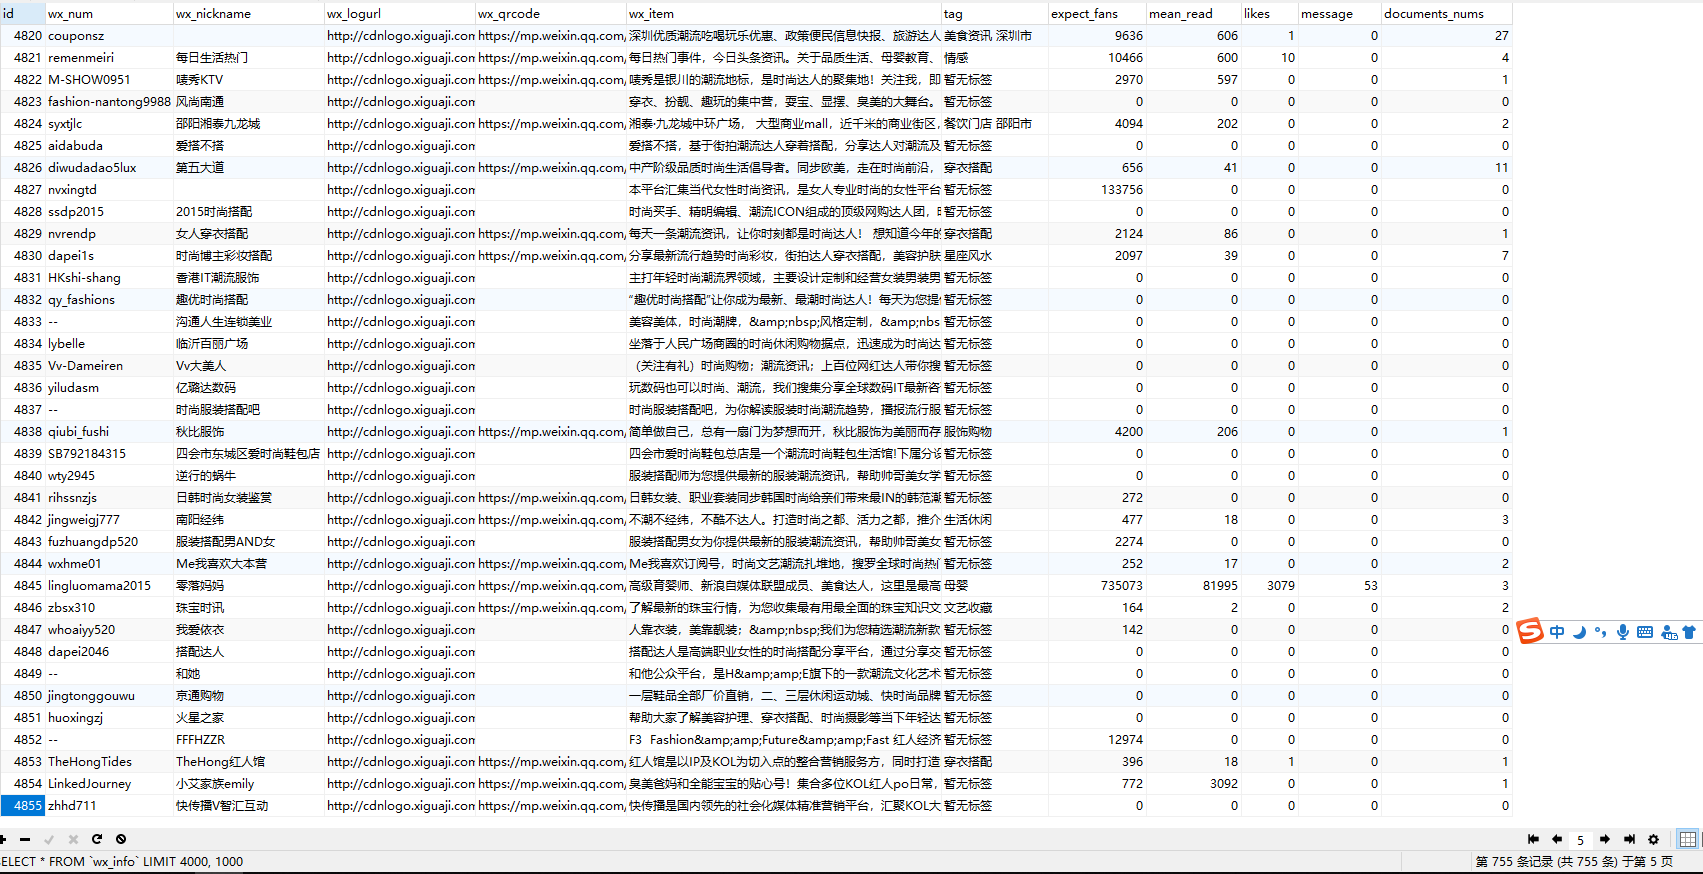 id wx_num wx_nickname wx_logurl wx_qrcode wx_item tag expect_fans mean_read likes message documents_nums
4820 couponsz http://cdnlogo.xiguaji.com https://mp.weixin.qq.com/ 深圳优质潮流吃喝玩乐优惠、政策便民信息快报、旅游达人 美食资讯 深圳市 9636 606 1 0 27
4821 remenmeiri 每日生活热门 http://cdnlogo.xiguaji.com https://mp.weixin.qq.com/ 每日热门事件，今日头条资讯。关于品质生活、母婴教育、 情感 10466 600 10 0 4
4822 M-SHOW0951 唛秀KTV http://cdnlogo.xiguaji.com https://mp.weixin.qq.com/ 唛秀是银川的潮流地标，是时尚达人的聚集地！关注我，即 暂无标签 2970 597 0 0 1
4823 fashion-nantong9988 风尚南通 http://cdnlogo.xiguaji.com 穿衣、扮靓、趣玩的集中营，耍宝、显摆、臭美的大舞台。 暂无标签 0 0 0 0 0
4824 syxtjlc 邵阳湘泰九龙城 http://cdnlogo.xiguaji.com https://mp.weixin.qq.com/ 湘泰·九龙城中环广场， 大型商业mall，近千米的商业街区， 餐饮门店 邵阳市 4094 202 0 0 2
4825 aidabuda 爱搭不搭 http://cdnlogo.xiguaji.com 爱搭不搭，基于街拍潮流达人穿着搭配，分享达人对潮流及 暂无标签 0 0 0 0 0
4826 diwudadao5lux 第五大道 http://cdnlogo.xiguaji.com https://mp.weixin.qq.com/ 中产阶级品质时尚生活倡导者。同步欧美，走在时尚前沿， 穿衣搭配 656 41 0 0 11
4827 nvxingtd http://cdnlogo.xiguaji.com 本平台汇集当代女性时尚资讯，是女人专业时尚的女性平台 暂无标签 133756 0 0 0 0
4828 ssdp2015 2015时尚搭配 http://cdnlogo.xiguaji.com 时尚买手、精明编辑、潮流ICON组成的顶级网购达人团， 暂无标签 0 0 0 0 0
4829 nvrendp 女人穿衣搭配 http://cdnlogo.xiguaji.com https://mp.weixin.qq.com/ 每天一条潮流资讯，让你时刻都是时尚达人！ 想知道今年的 穿衣搭配 2124 86 0 0 1
4830 dapei1s 时尚博主彩妆搭配 http://cdnlogo.xiguaji.com https://mp.weixin.qq.com/ 分享最新流行趋势时尚彩妆，街拍达人穿衣搭配，美容护肤 星座风水 2097 39 0 0 7
4831 HKshi-shang 香港IT潮流服饰 http://cdnlogo.xiguaji.com 主打年轻时尚潮流界领域，主要设计定制和经营女装男装男 暂无标签 0 0 0 0 0
4832 qy_fashions 趣优时尚搭配 http://cdnlogo.xiguaji.com “趣优时尚搭配”让你成为最新、最潮时尚达人！每天为您提 暂无标签 0 0 0 0 0
4833 -- 沟通人生连锁美业 http://cdnlogo.xiguaji.com 美容美体，时尚潮牌，&amp;nbsp;风格定制，&amp;nbs 暂无标签 0 0 0 0 0
4834 lybelle 临沂百丽广场 http://cdnlogo.xiguaji.com 坐落于人民广场商圈的时尚休闲购物据点，迅速成为时尚达 暂无标签 0 0 0 0 0
4835 Vv-Dameiren Vv大美人 http://cdnlogo.xiguaji.com （关注有礼）时尚购物；潮流资讯；上百位网红达人带你搜 暂无标签 0 0 0 0 0
4836 yiludasm 亿璐达数码 http://cdnlogo.xiguaji.com 玩数码也可以时尚、潮流，我们搜集分享全球数码IT最新咨 暂无标签 0 0 0 0 0
4837 -- 时尚服装搭配吧 http://cdnlogo.xiguaji.com 时尚服装搭配吧，为你解读服装时尚潮流趋势，播报流行服 暂无标签 0 0 0 0 0
4838 qiubi_fushi 秋比服饰 http://cdnlogo.xiguaji.com https://mp.weixin.qq.com/ 简单做自己，总有一扇门为梦想而开，秋比服饰为美丽而存 服饰购物 4200 206 0 0 1
4839 SB792184315 四会市东城区爱时尚鞋包店 http://cdnlogo.xiguaji.com 四会市爱时尚鞋包总店是一个潮流时尚鞋包生活馆!下属分 暂无标签 0 0 0 0 0
4840 wty2945 逆行的蜗牛 http://cdnlogo.xiguaji.com 服装搭配师为您提供最新的服装潮流资讯，帮助帅哥美女学 暂无标签 0 0 0 0 0
4841 rihssnzjs 日韩时尚女装鉴赏 http://cdnlogo.xiguaji.com https://mp.weixin.qq.com/ 日韩女装、职业套装同步韩国时尚给亲们带来最IN的韩范潮 暂无标签 272 0 0 0 0
4842 jingweigj777 南阳经纬 http://cdnlogo.xiguaji.com https://mp.weixin.qq.com/ 不潮不经纬，不酷不达人。打造时尚之都、活力之都，推介 生活休闲 477 18 0 0 3
4843 fuzhuangdp520 服装搭配男AND女 http://cdnlogo.xiguaji.com 服装搭配男女为你提供最新的服装潮流资讯，帮助帅哥美女 暂无标签 2274 0 0 0 0
4844 wxhme01 Me我喜欢大本营 http://cdnlogo.xiguaji.com https://mp.weixin.qq.com/ Me我喜欢订阅号，时尚文艺潮流扎堆地，搜罗全球时尚热 暂无标签 252 17 0 0 2
4845 lingluomama2015 零落妈妈 http://cdnlogo.xiguaji.com https://mp.weixin.qq.com/ 高级育婴师、新浪自媒体联盟成员、美食达人，这里是最高 母婴 735073 81995 3079 53 3
4846 zbsx310 珠宝时讯 http://cdnlogo.xiguaji.com https://mp.weixin.qq.com/ 了解最新的珠宝行情，为您收集最有用最全面的珠宝知识文 文艺收藏 164 2 0 0 2
4847 whoaiyy520 我爱依衣 http://cdnlogo.xiguaji.com 人靠衣装，美靠靓装；&amp;nbsp;我们为您精选潮流新款 暂无标签 142 0 0 0 0
4848 dapei2046 搭配达人 http://cdnlogo.xiguaji.com 搭配达人是高端职业女性的时尚搭配分享平台，通过分享交 暂无标签 0 0 0 0 0
4849 -- 和她 http://cdnlogo.xiguaji.com 和他公众平台，是H&amp;amp;E旗下的一款潮流文化艺术 暂无标签 0 0 0 0 0
4850 jingtonggouwu 京通购物 http://cdnlogo.xiguaji.com 一层鞋品全部厂价直销，二、三层休闲运动城、快时尚品牌 暂无标签 0 0 0 0 0
4851 huoxingzj 火星之家 http://cdnlogo.xiguaji.com 帮助大家了解美容护理、穿衣搭配、时尚摄影等当下年轻达 暂无标签 0 0 0 0 0
4852 -- FFFHZZR http://cdnlogo.xiguaji.com F3 Fashion&amp;amp;Future&amp;amp;Fast 红人经济 暂无标签 12974 0 0 0 0
4853 TheHongTides TheHong红人馆 http://cdnlogo.xiguaji.com https://mp.weixin.qq.com/ 红人馆是以IP及KOL为切入点的整合营销服务方，同时打造 穿衣搭配 396 18 1 0 1
4854 LinkedJourney 小艾家族emily http://cdnlogo.xiguaji.com https://mp.weixin.qq.com/ 臭美爸妈和全能宝宝的贴心号！集合多位KOL红人po日常， 暂无标签 772 3092 0 0 1
4855 zhhd711 快传播V智汇互动 http://cdnlogo.xiguaji.com https://mp.weixin.qq.com/ 快传播是国内领先的社会化媒体精准营销平台，汇聚KOL大 暂无标签 0 0 0 0 0
中
5
ELECT * FROM `wx_info` LIMIT 4000, 1000 第 755 条记录 (共 755 条) 于第 5 页